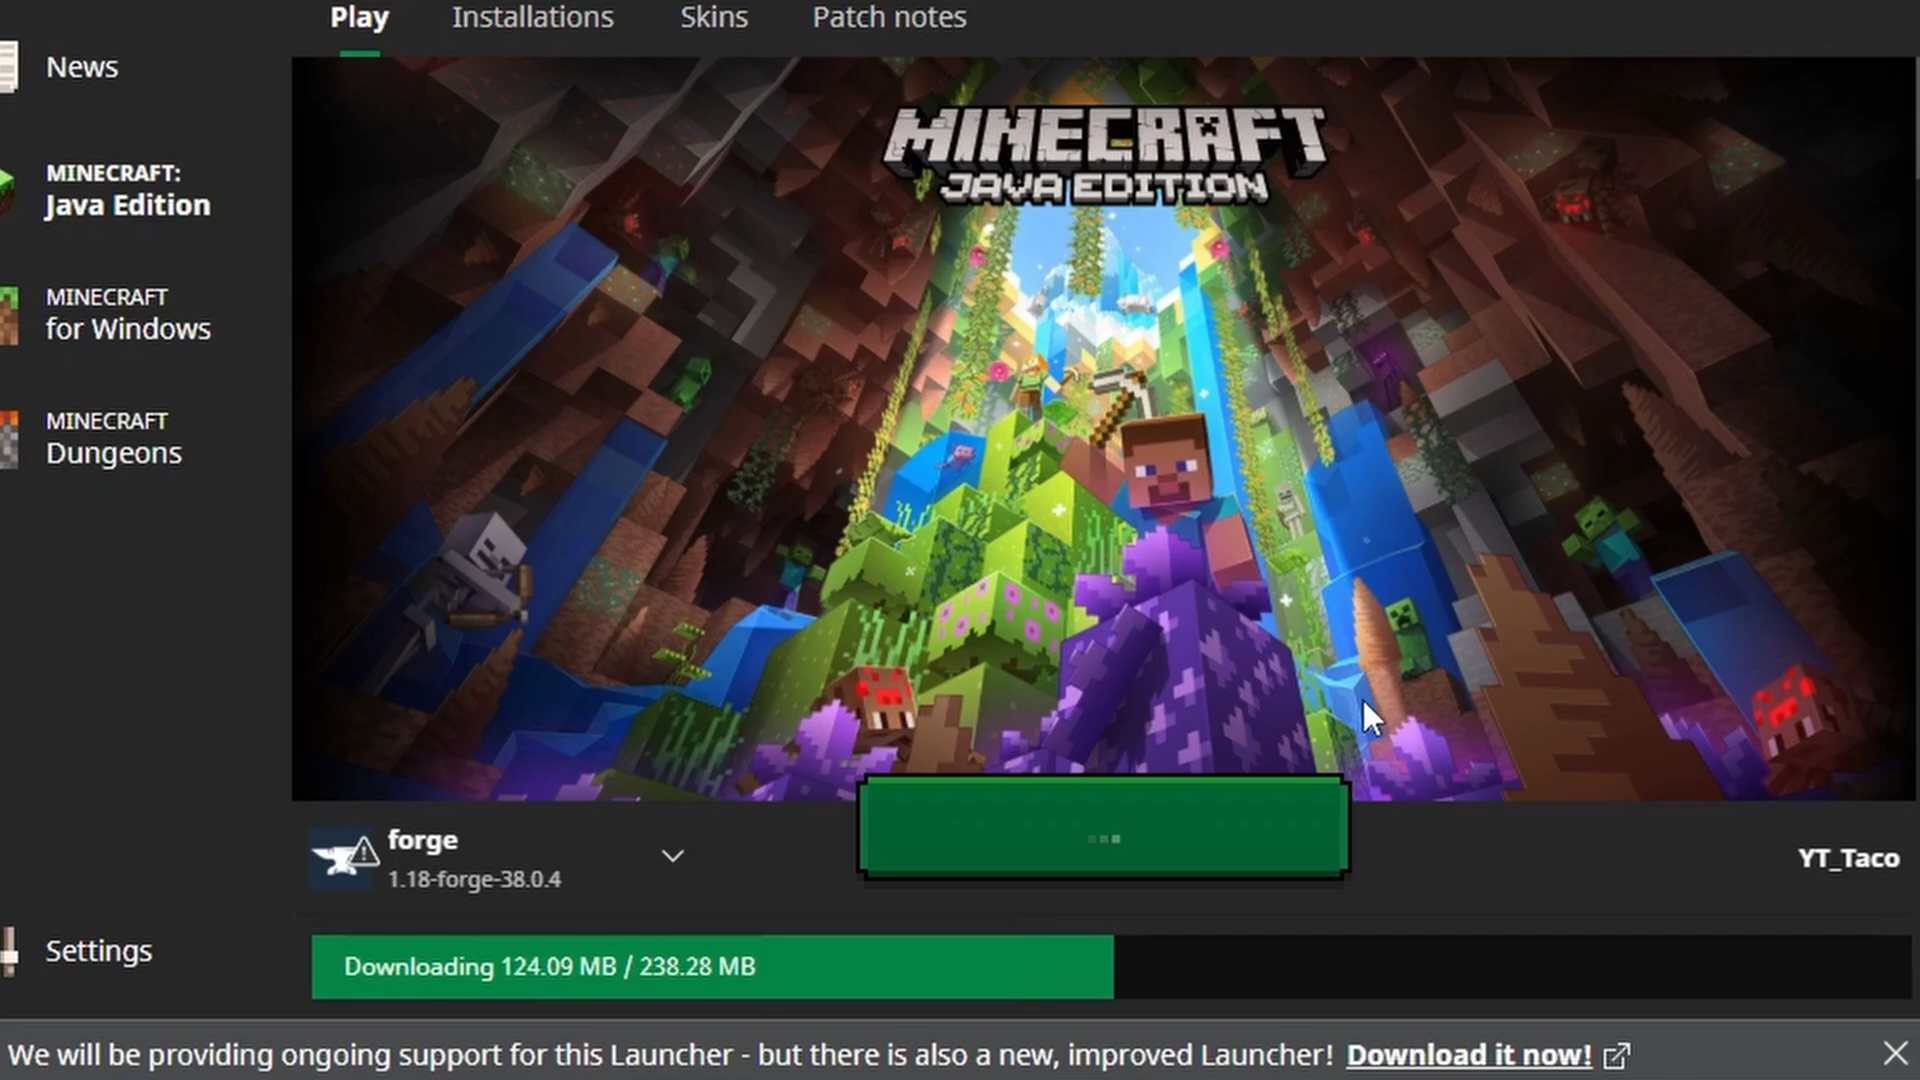 Play Installations Skins Patch notes
News
MINECRAFT:
Java Edition
MINECRAFT
for Windows
MINECRAFT
Dungeons
Settings
MINECRAFT
JAVA EDITION
forge
1.18-forge-38.0.4
YT_Taco
Downloading 124.09 MB / 238.28 MB
We will be providing ongoing support for this Launcher - but there is also a new, improved Launcher! Download it now!